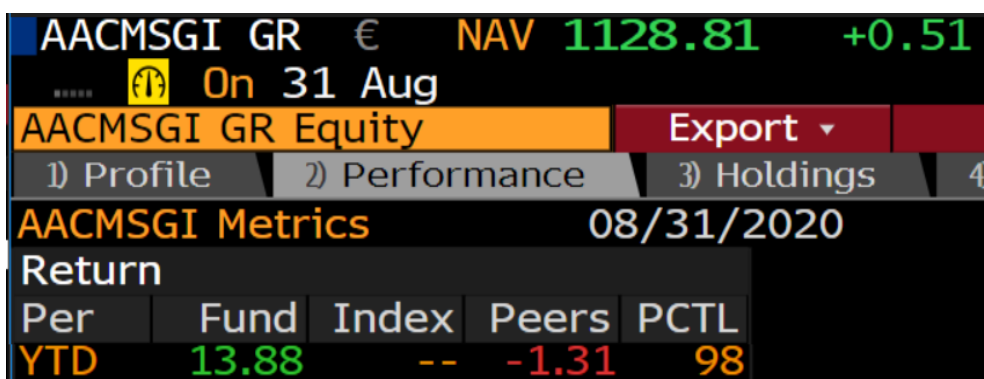 AACMSGI GR € NAV 1128.81 +0.51
On 31 Aug
AACMSGI GR Equity Export
1) Profile 2) Performance 3) Holdings 4)
AACMSGI Metrics 08/31/2020
Return
Per Fund Index Peers PCTL
YTD 13.88 -- -1.31 98